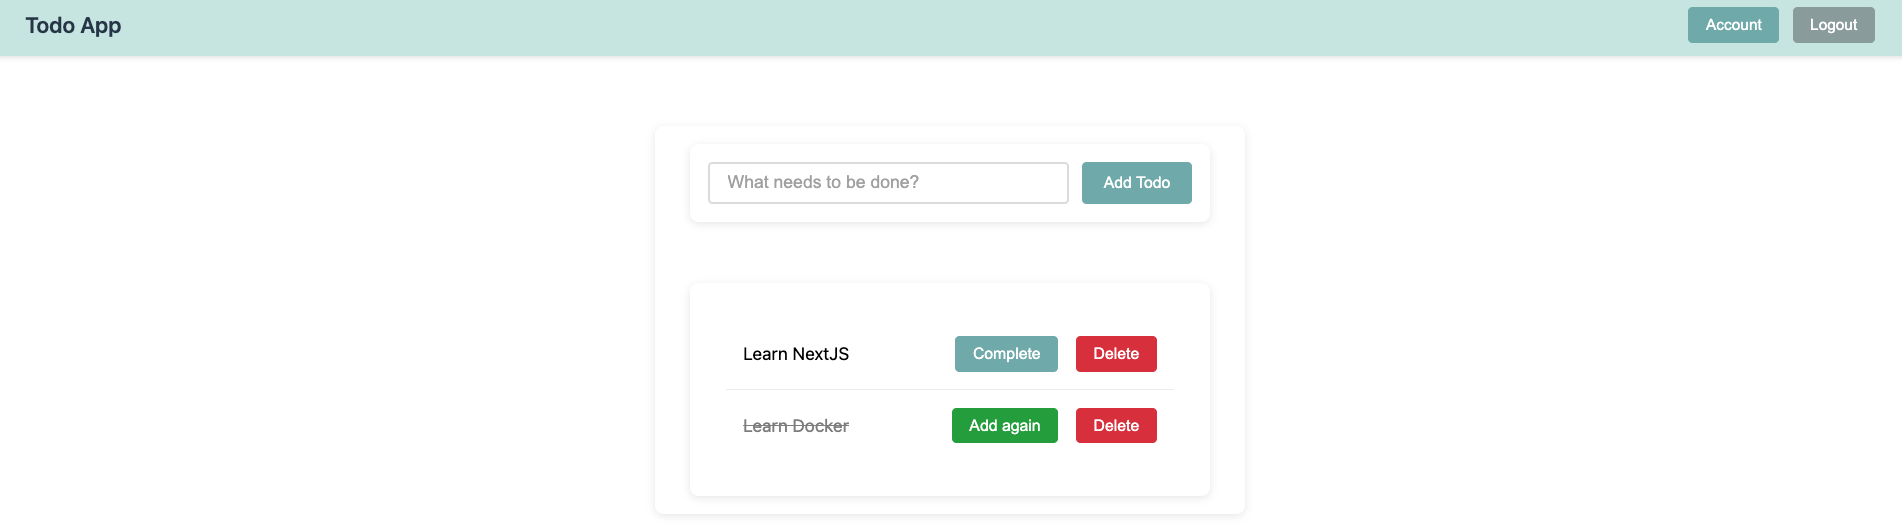 Todo App Account Logout
What needs to be done? Add Todo
Learn NextJS Complete Delete
Learn Docker Add again Delete